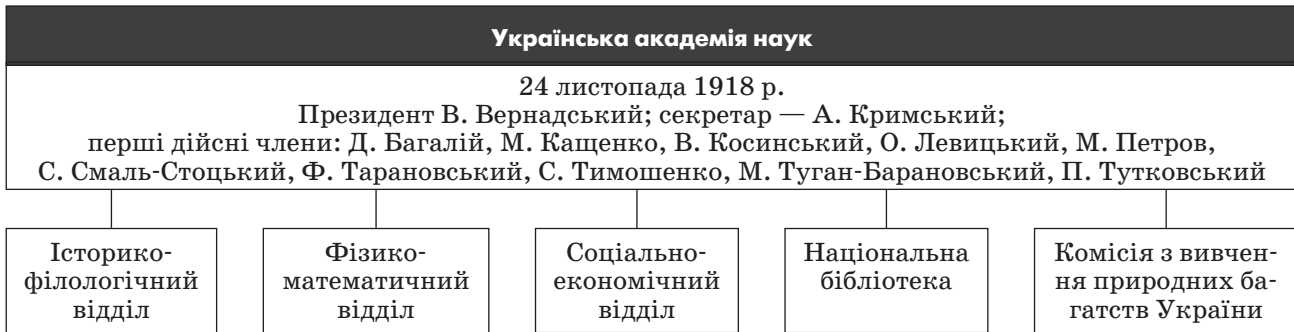 Українська академія наук
24 листопада 1918 р.
Президент В. Вернадський; секретар — А. Кримський;
перші дійсні члени: Д. Багалій, М. Кащенко, В. Косинський, О. Левицький, М. Петров,
С. Смаль-Стоцький, Ф. Тарановський, С. Тимошенко, М. Туган-Барановський, П. Тутковський
Історико-
філологічний
відділ
Фізико-
математичний
відділ
Соціально-
економічний
відділ
Національна
бібліотека
Комісія з вивчен-
ня природних ба-
гатств України